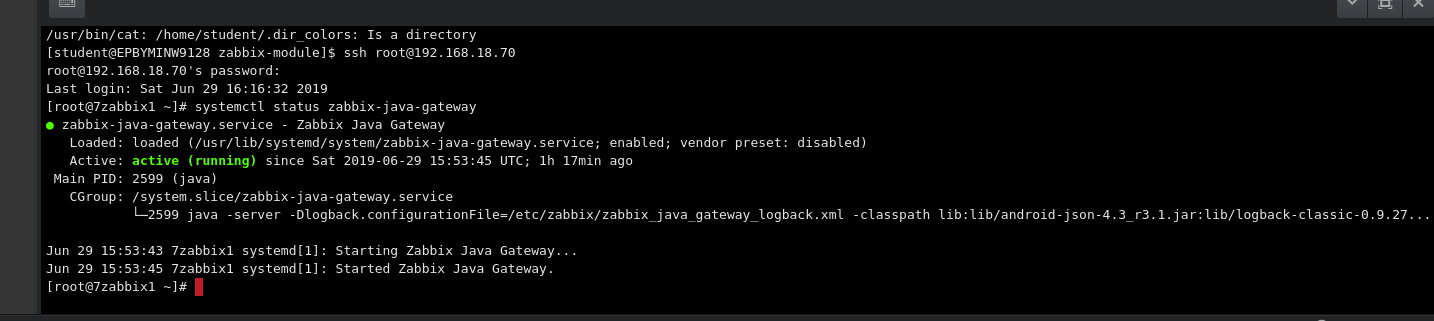 /usr/bin/cat: /home/student/.dir_colors: Is a directory
[student@EPBYMINW9128 zabbix-module]$ ssh root@192.168.18.70
root@192.168.18.70's password:
Last login: Sat Jun 29 16:16:32 2019
[root@7zabbix1 ~]# systemctl status zabbix-java-gateway
● zabbix-java-gateway.service - Zabbix Java Gateway
   Loaded: loaded (/usr/lib/systemd/system/zabbix-java-gateway.service; enabled; vendor preset: disabled)
   Active: active (running) since Sat 2019-06-29 15:53:45 UTC; 1h 17min ago
 Main PID: 2599 (java)
   CGroup: /system.slice/zabbix-java-gateway.service
           └─2599 java -server -Dlogback.configurationFile=/etc/zabbix/zabbix_java_gateway_logback.xml -classpath lib:lib/android-json-4.3_r3.1.jar:lib/logback-classic-0.9.27...

Jun 29 15:53:43 7zabbix1 systemd[1]: Starting Zabbix Java Gateway...
Jun 29 15:53:45 7zabbix1 systemd[1]: Started Zabbix Java Gateway.
[root@7zabbix1 ~]#